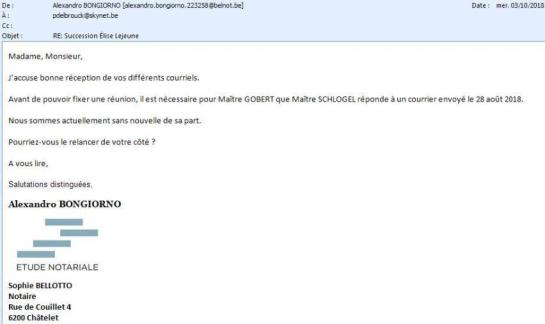 De : Alexandro BONGIORNO [alexandro.bongiorno.223258@belnot.be] Date : mer. 03/10/2018
À : pdelbrouck@skynet.be
Cc :
Objet : RE: Succession Élise Lejeune
Madame, Monsieur,
J'accuse bonne réception de vos différents courriels.
Avant de pouvoir fixer une réunion, il est nécessaire pour Maître GOBERT que Maître SCHLOGEL réponde à un courrier envoyé le 28 août 2018.
Nous sommes actuellement sans nouvelle de sa part.
Pourriez-vous le relancer de votre côté ?
A vous lire,
Salutations distinguées.
Alexandro BONGIORNO
ETUDE NOTARIALE
Sophie BELLOTTO
Notaire
Rue de Couillet 4
6200 Châtelet